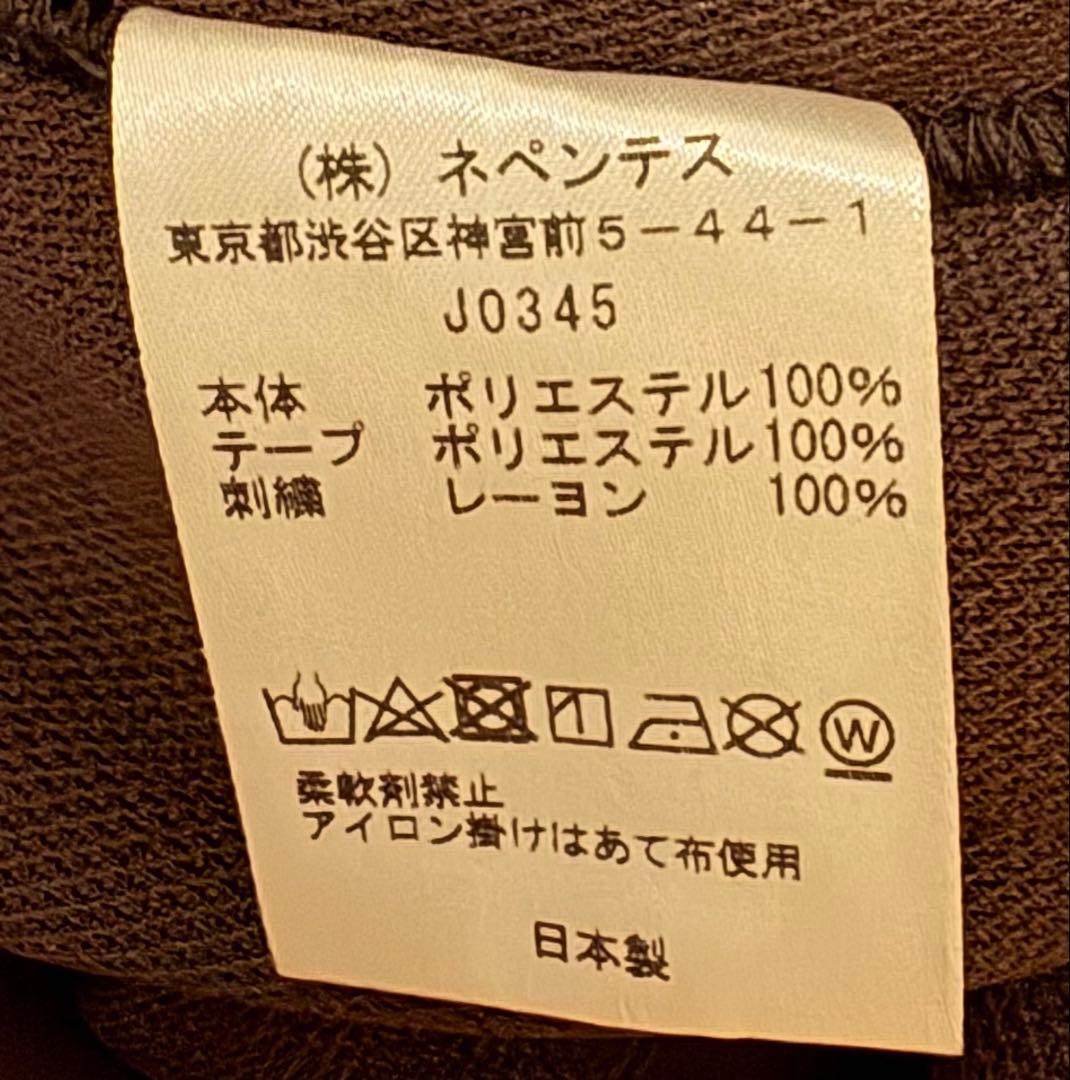 (株) ネペンテス
東京都渋谷区神宮前5-44-1
J0345
本体 ポリエステル100%
テープ ポリエステル100%
刺繍 レーヨン 100%
W
柔軟剤禁止
アイロン掛けはあて布使用
日本製